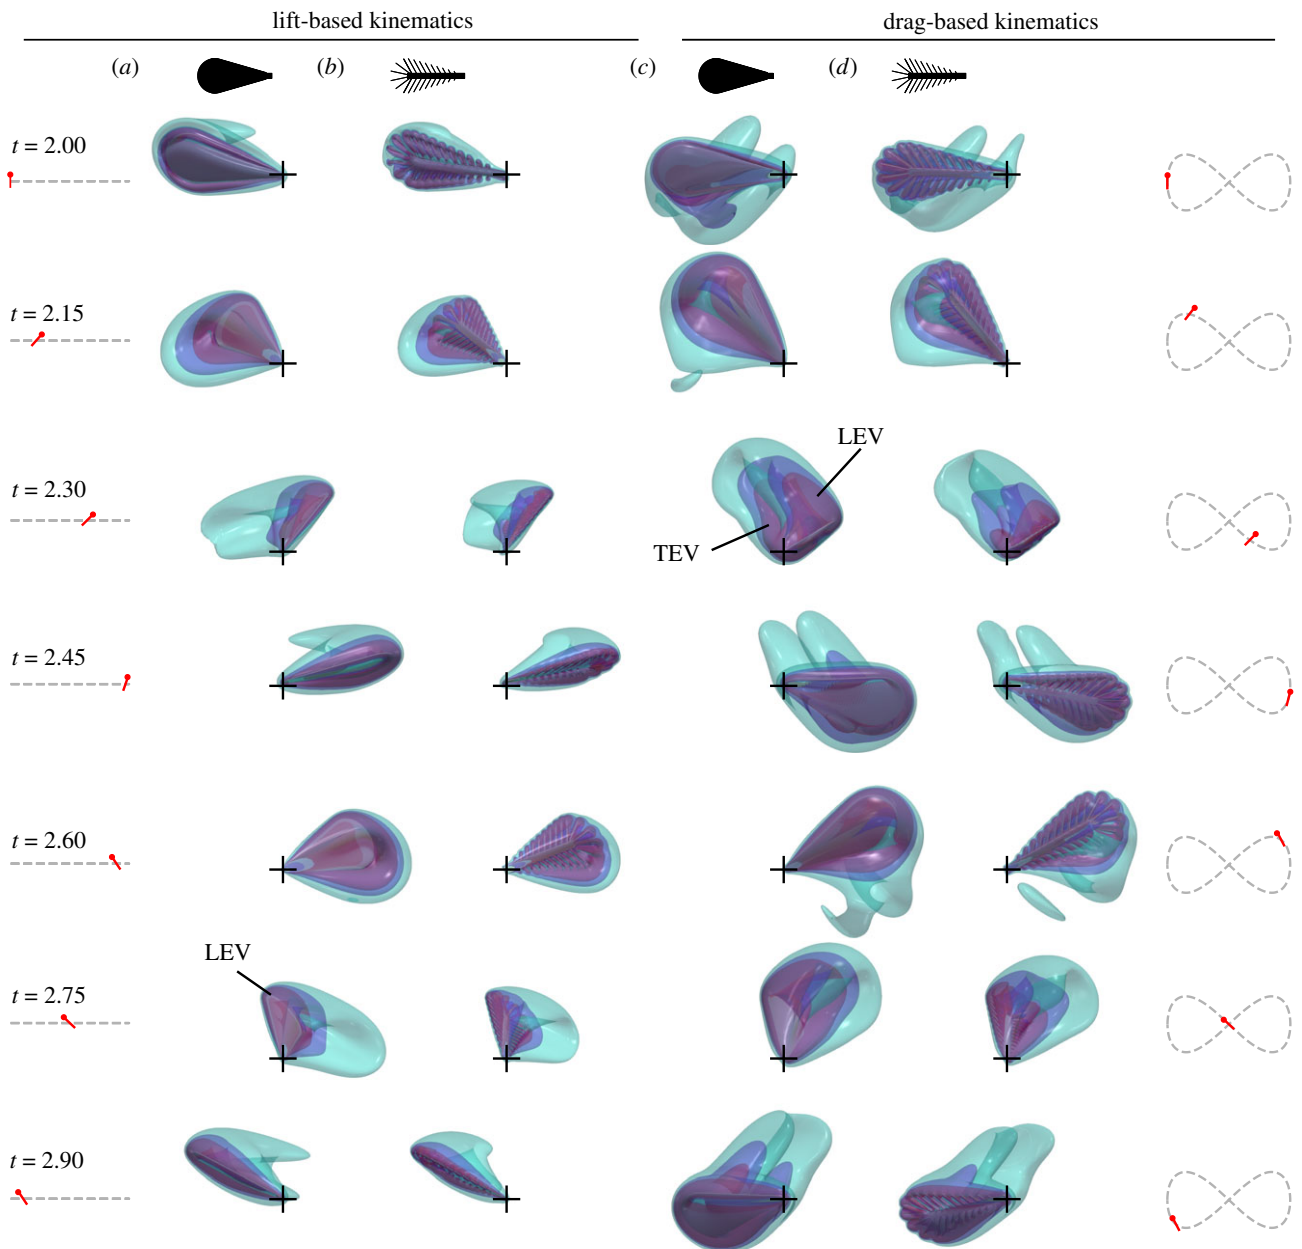 lift-based kinematics
drag-based kinematics
(a)
(b)
(c)
(d)
t = 2.00
t = 2.15
t = 2.30
LEV
TEV
t = 2.45
t = 2.60
LEV
t = 2.75
t = 2.90